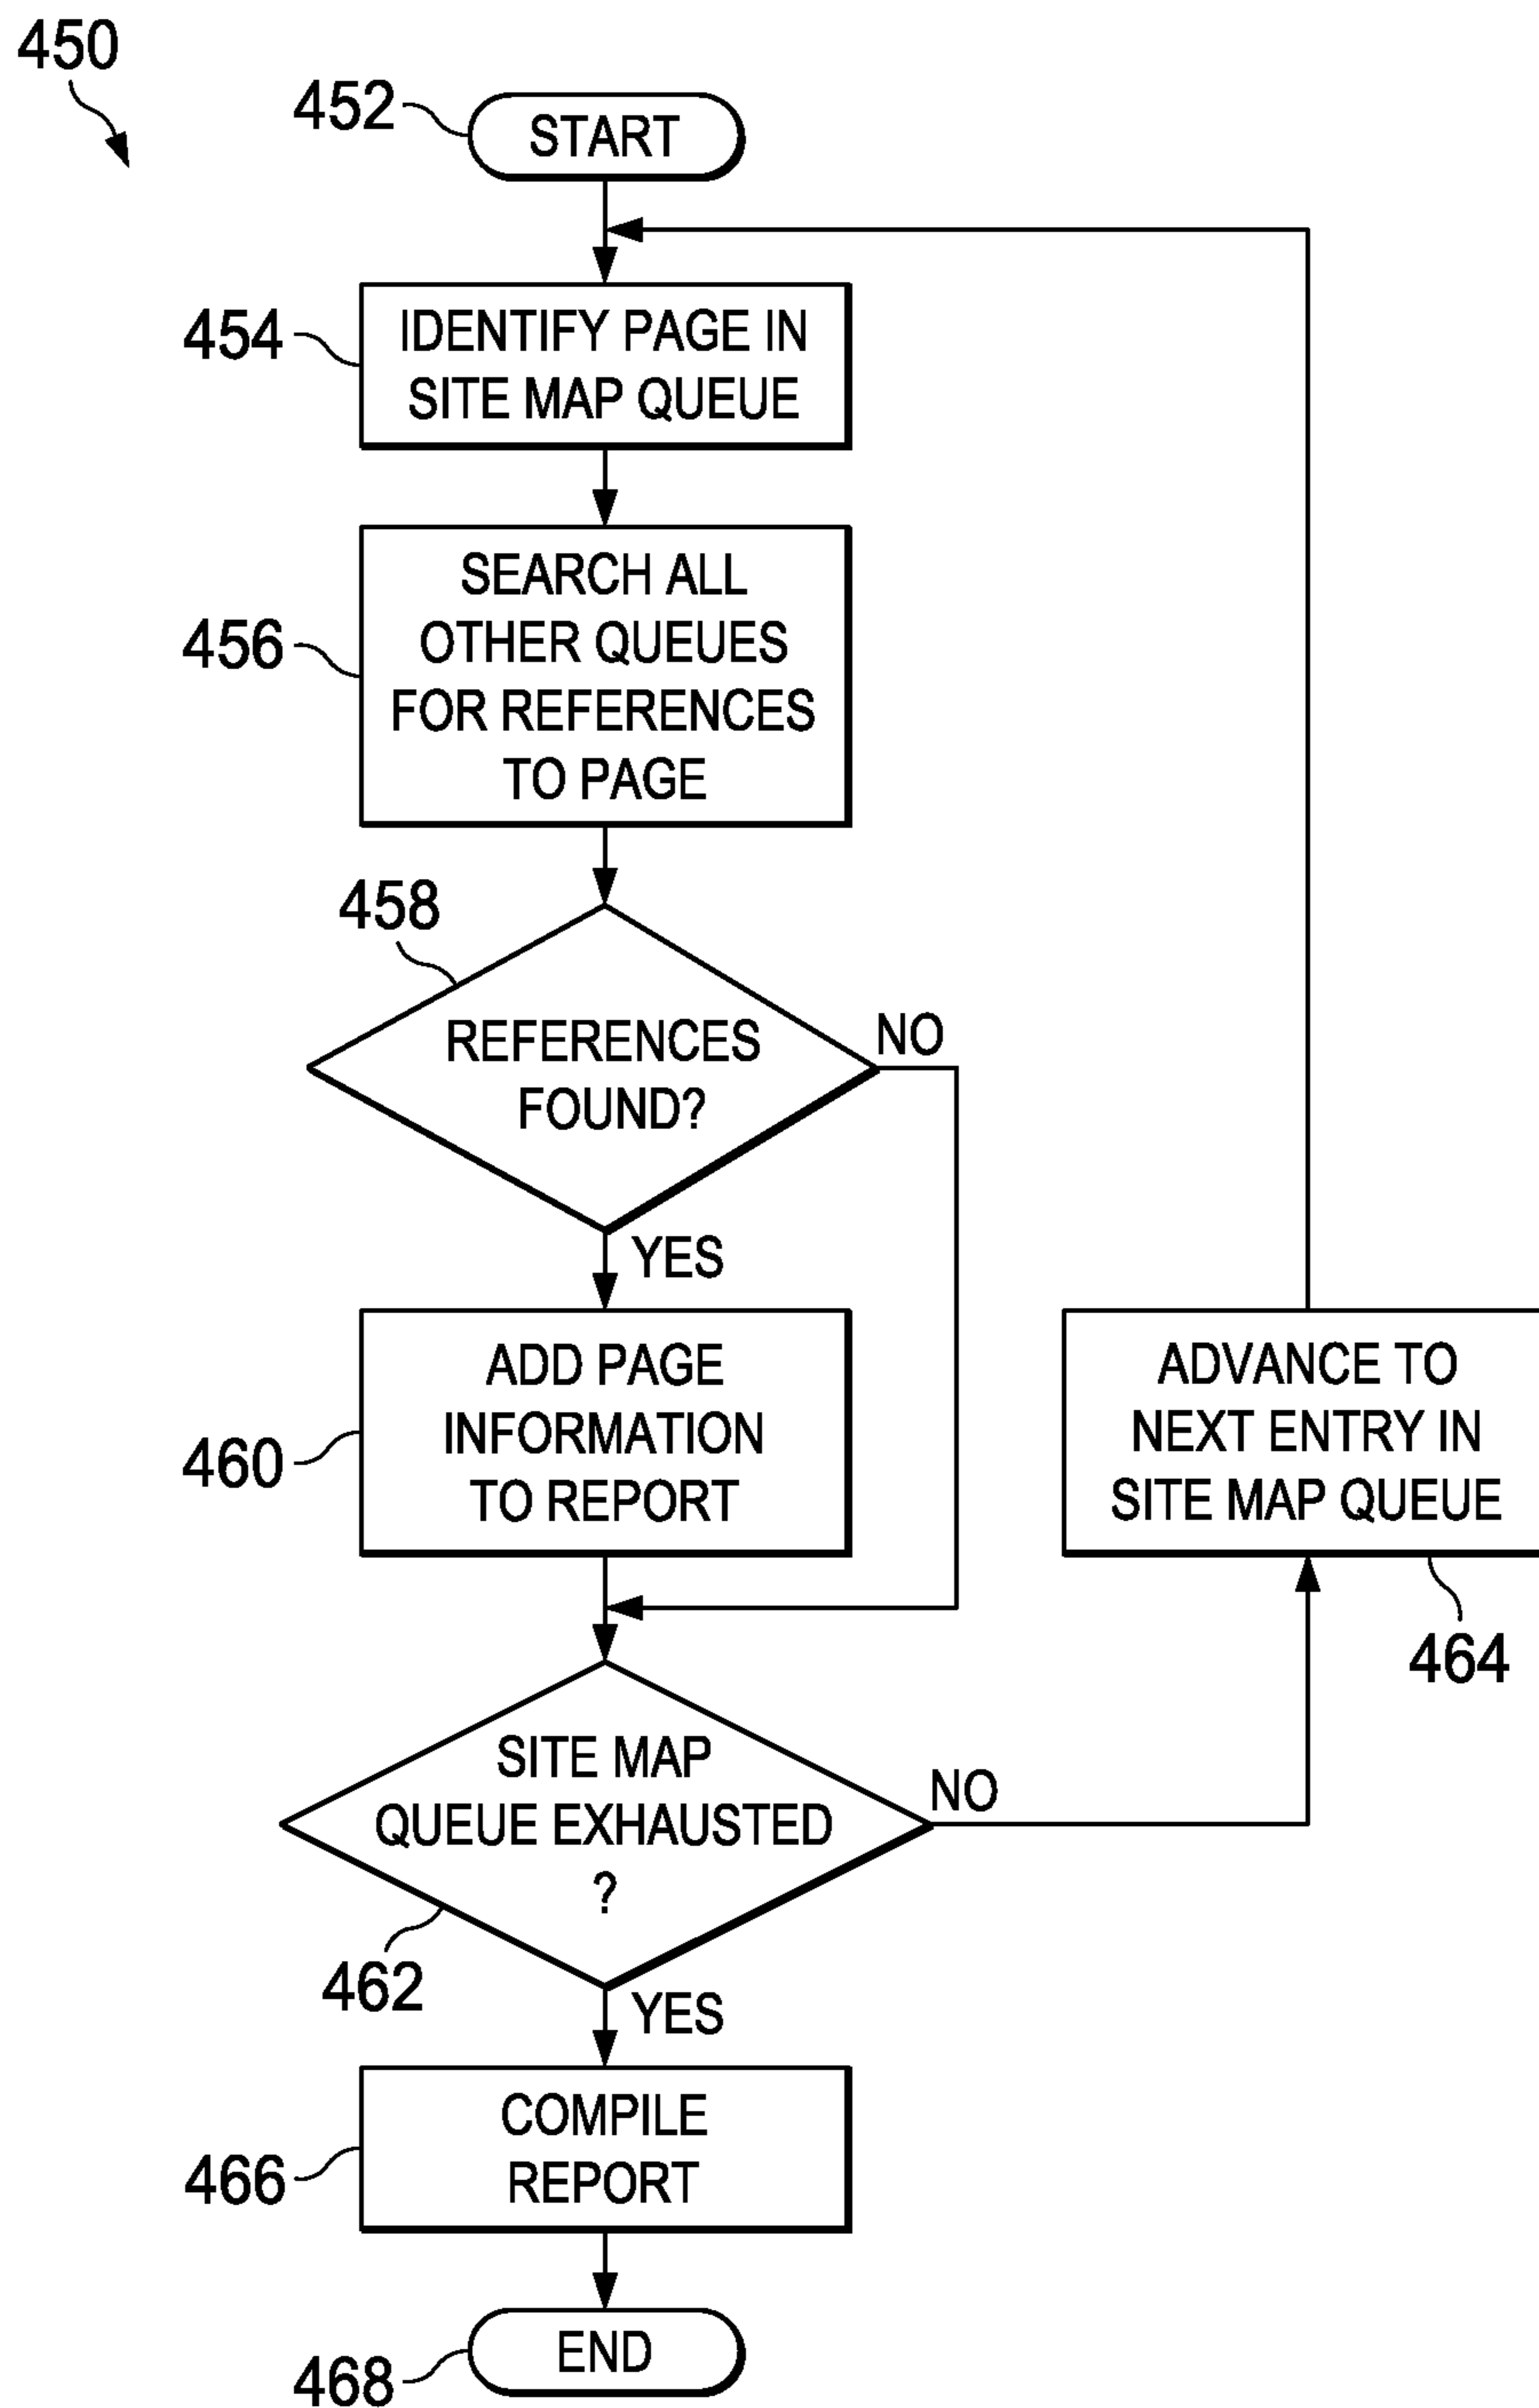 450
452
START
454
IDENTIFY PAGE IN
SITE MAP QUEUE
456
SEARCH ALL
OTHER QUEUES
FOR REFERENCES
TO PAGE
458
REFERENCES
FOUND?
NO
YES
460
ADD PAGE
INFORMATION
TO REPORT
ADVANCE TO
NEXT ENTRY IN
SITE MAP QUEUE
464
SITE MAP
QUEUE EXHAUSTED
?
NO
462
YES
466
COMPILE
REPORT
468
END